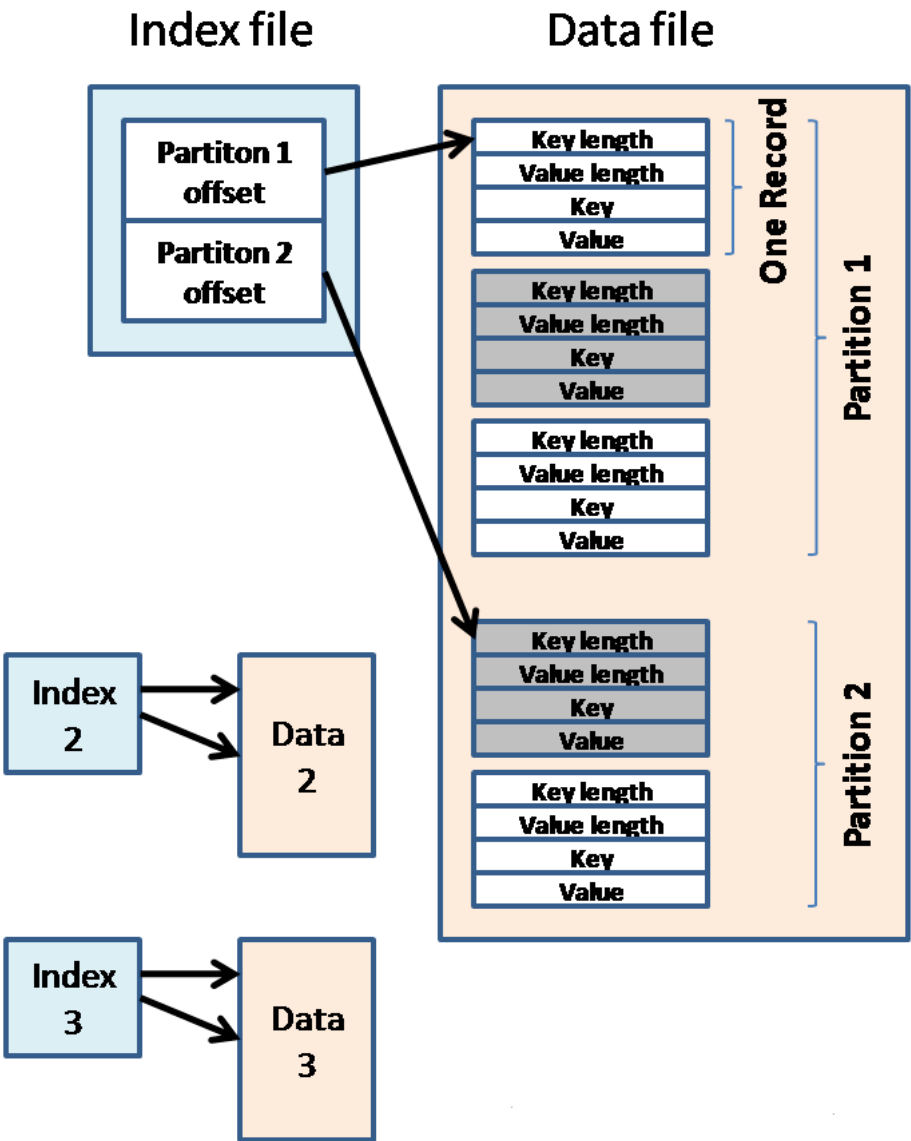 Index file
Data file
Partiton 1
offset
Partiton 2
offset
Key length
Value length
Key
Value
Key length
Value length
Key
Value
Key length
Value length
Key
Value
One Record
Partition 1
Key length
Value length
Key
Value
Key length
Value length
Key
Value
Partition 2
Index
2
Data
2
Index
3
Data
3